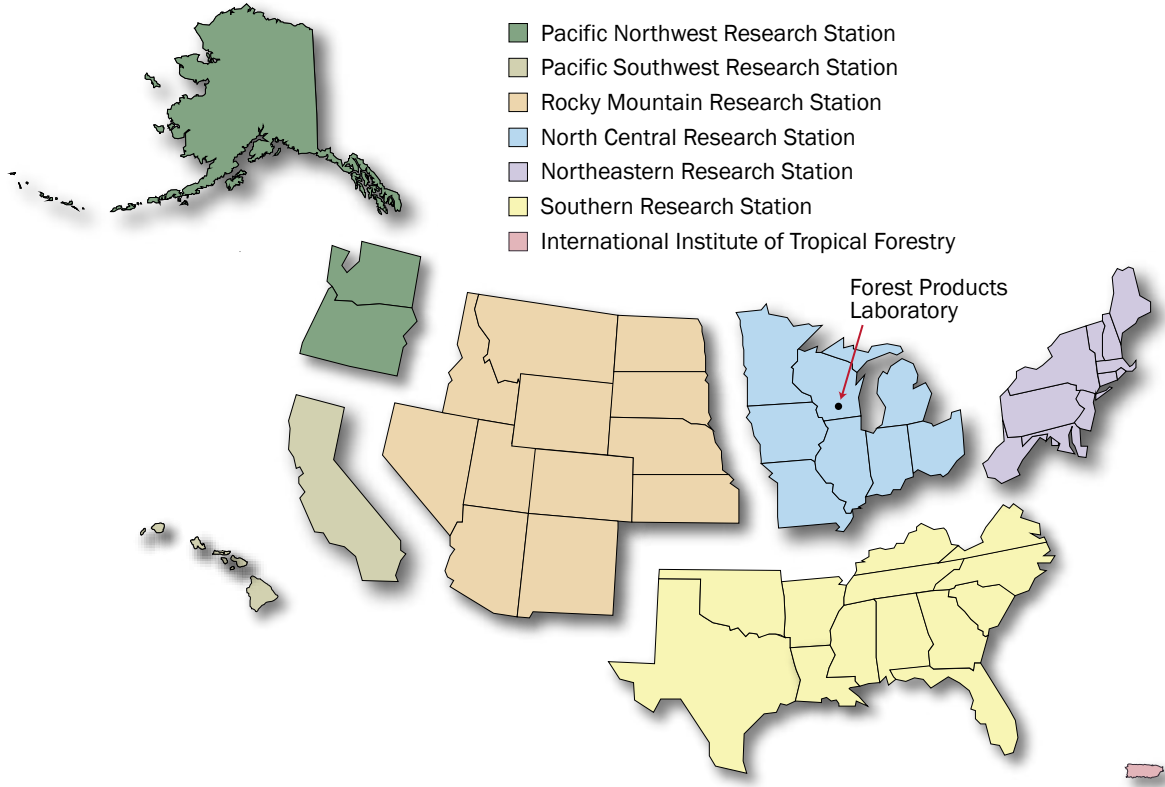 Pacific Northwest Research Station
Pacific Southwest Research Station
Rocky Mountain Research Station
North Central Research Station
Northeastern Research Station
Southern Research Station
International Institute of Tropical Forestry
Forest Products
Laboratory